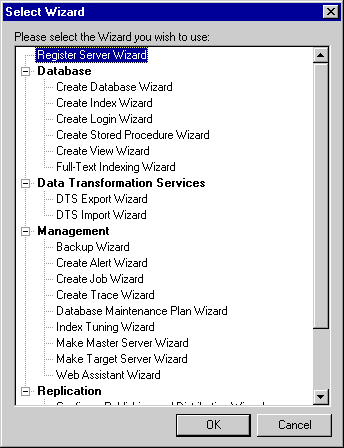 Select Wizard
Please select the Wizard you wish to use:
Register Server Wizard
Database
Create Database Wizard
Create Index Wizard
Create Login Wizard
Create Stored Procedure Wizard
Create View Wizard
Full-Text Indexing Wizard
Data Transformation Services
DTS Export Wizard
DTS Import Wizard
Management
Backup Wizard
Create Alert Wizard
Create Job Wizard
Create Trace Wizard
Database Maintenance Plan Wizard
Index Tuning Wizard
Make Master Server Wizard
Make Target Server Wizard
Web Assistant Wizard
Replication
OK Cancel